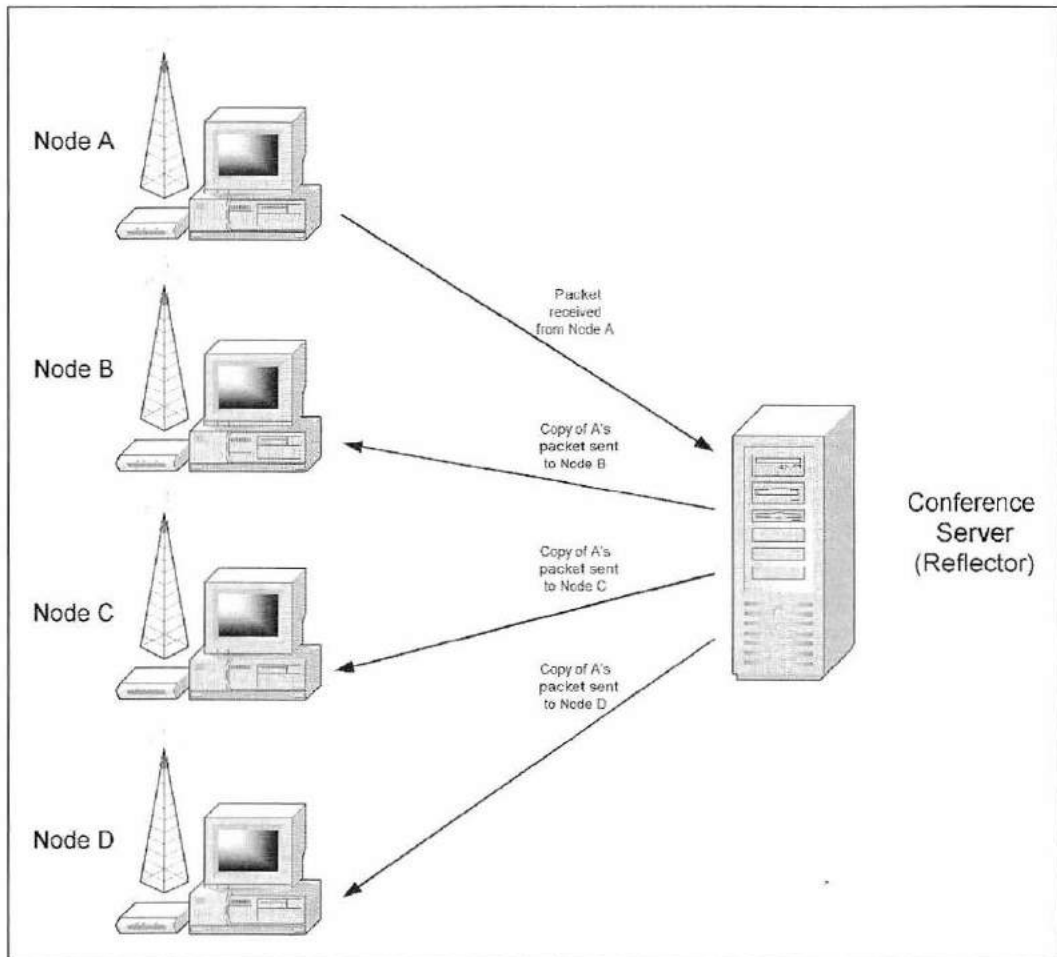 Node A
Packet
received
from Node A
Node B
Copy of A's
packet sent
to Node B
Conference
Server
(Reflector)
Copy of A's
packet sent
to Node C
Node C
Copy of A's
packet sent
to Node D
Node D